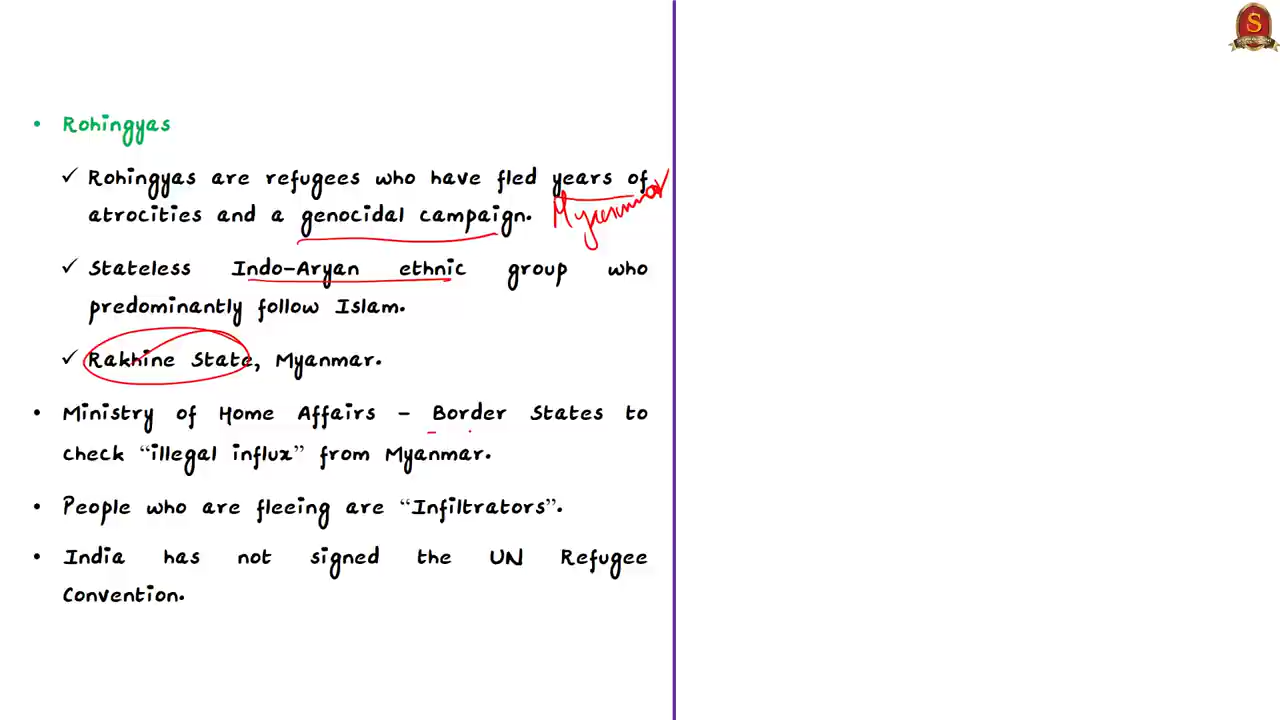 S
• Rohingyas
✓ Rohingyas are refugees who have fled years of
atrocities and a genocidal campaign. Myanmar
✓ Stateless Indo-Aryan ethnic group who
predominantly follow Islam.
✓ Rakhine State, Myanmar.
• Ministry of Home Affairs - Border States to
check “illegal influx” from Myanmar.
• People who are fleeing are “Infiltrators”.
• India has not signed the UN Refugee
Convention.